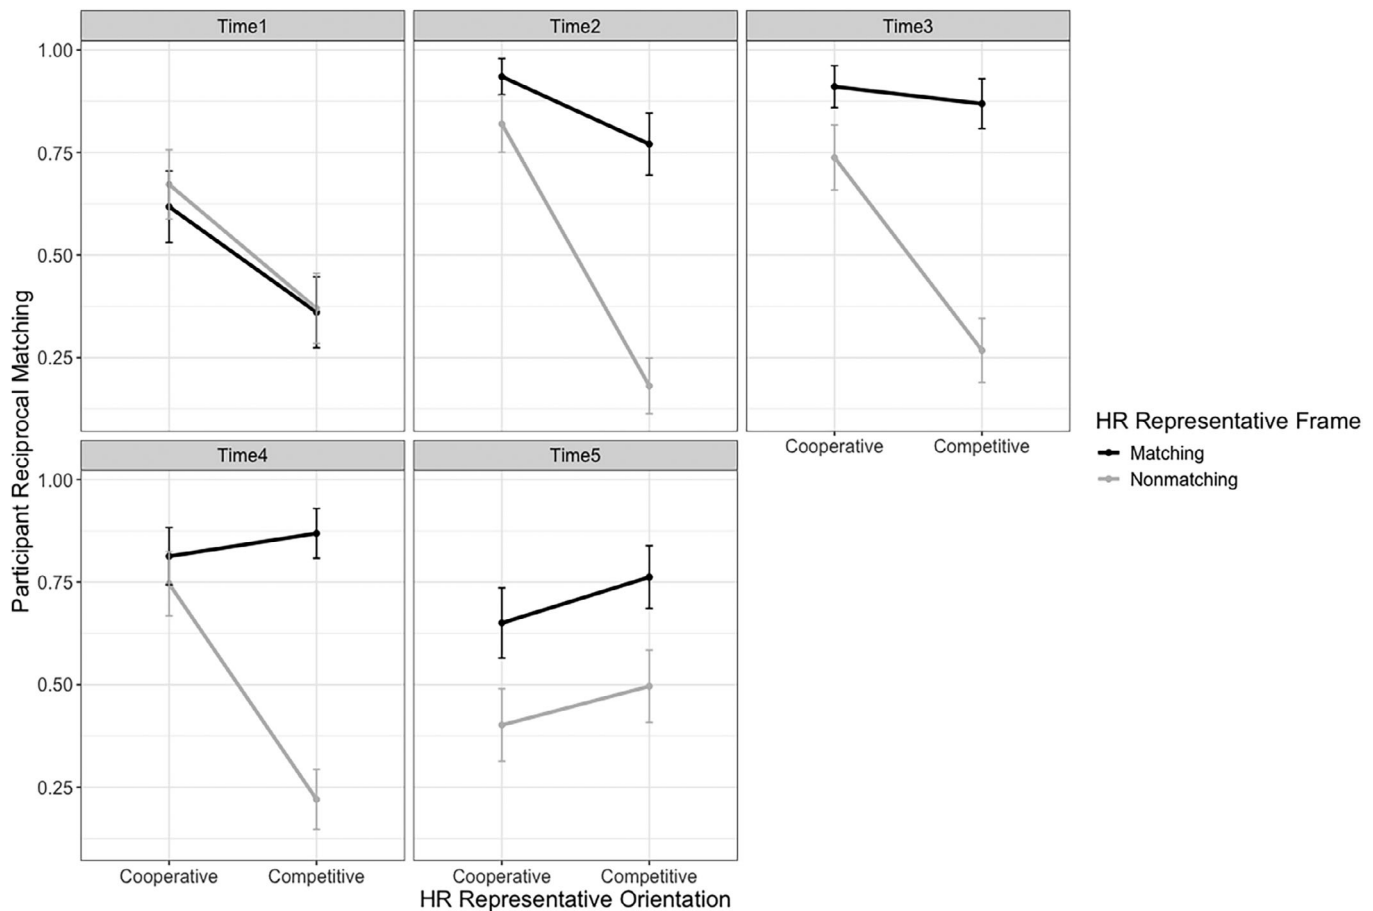 Time1
Time2
Time3
1.00
0.75
0.50
0.25
Cooperative
Competitive
Time4
Time5
1.00
0.75
0.50
0.25
Cooperative
Competitive
Cooperative
Competitive
HR Representative Orientation
Participant Reciprocal Matching
HR Representative Frame
Matching
Nonmatching